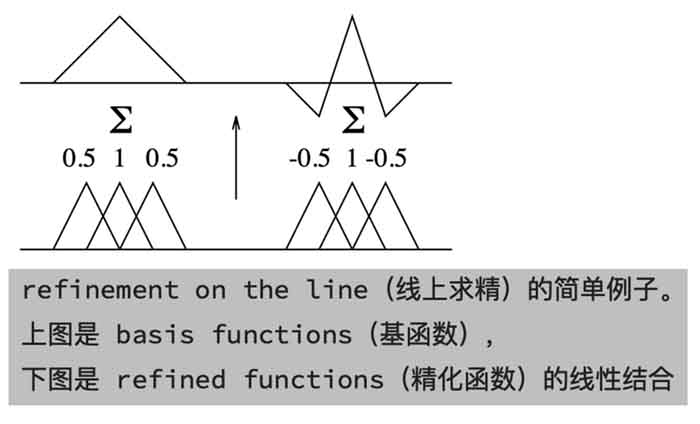 Σ Σ
0.5 1 0.5 -0.5 1 -0.5
refinement on the line（线上求精）的简单例子。
上图是 basis functions（基函数），
下图是 refined functions（精化函数）的线性结合